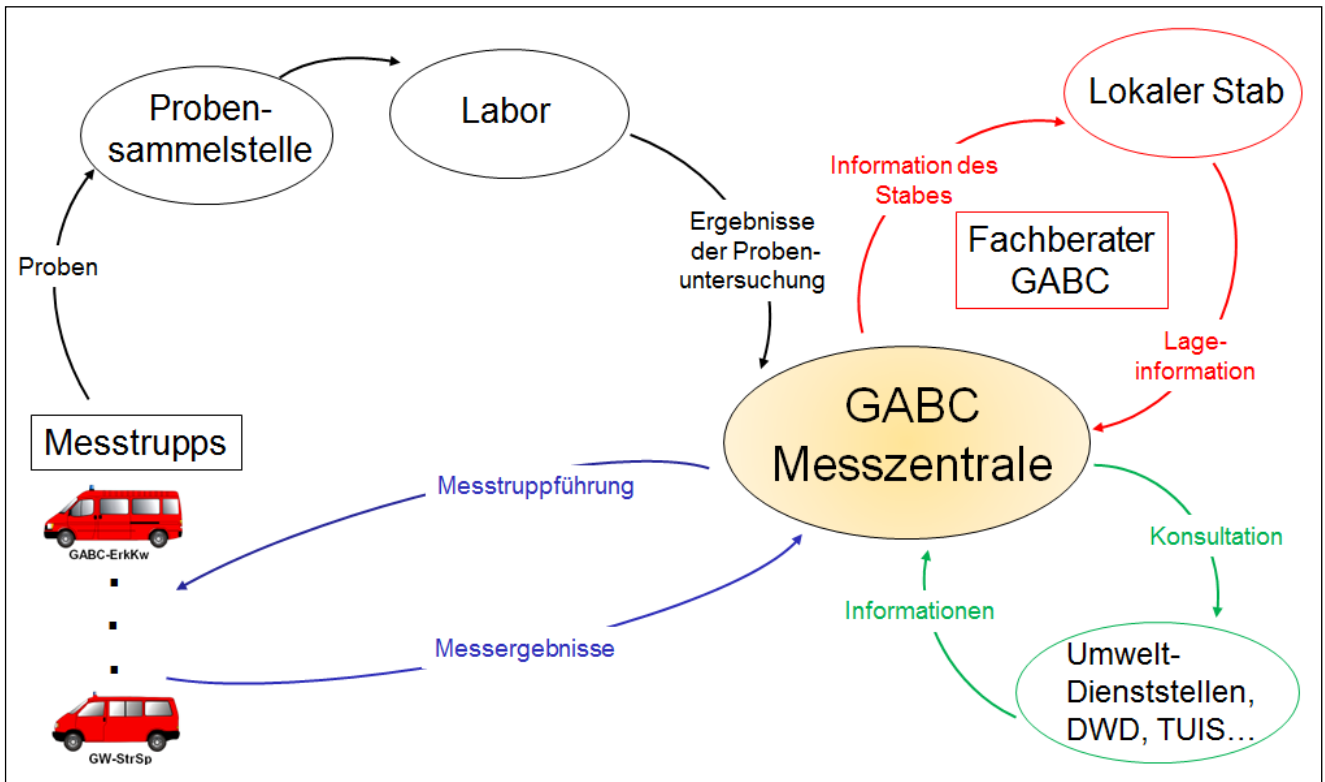 Proben-
sammelstelle
Labor
Lokaler Stab
Information des
Stabes
Ergebnisse
der Proben-
untersuchung
Fachberater
GABC
Proben
Lage-
information
GABC
Messzentrale
Messtrupps
Messtruppführung
GABC-ErkKw
Konsultation
Informationen
Messergebnisse
Umwelt-
Dienststellen,
DWD, TUIS...
GW-StrSp